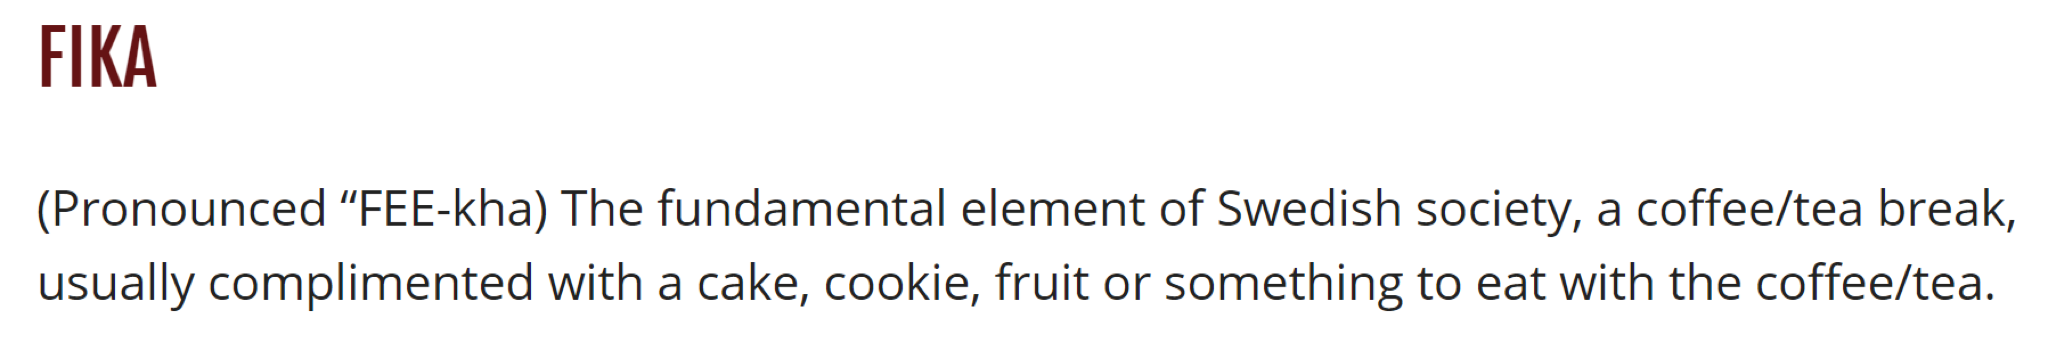 FIKA
(Pronounced “FEE-kha) The fundamental element of Swedish society, a coffee/tea break,
usually complimented with a cake, cookie, fruit or something to eat with the coffee/tea.